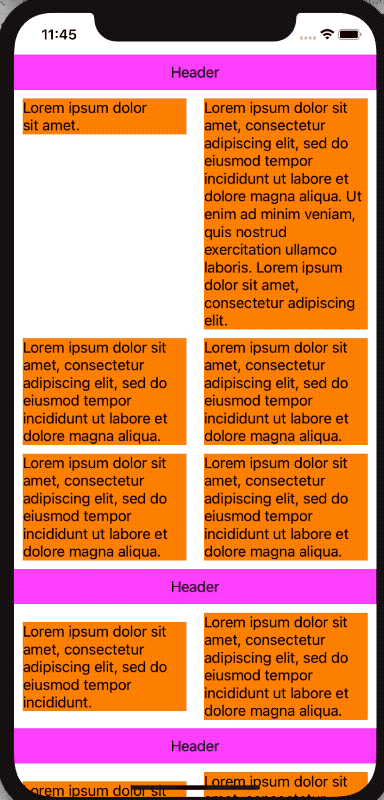 11:45
Header
Lorem ipsum dolor
sit amet.
Lorem ipsum dolor sit
amet, consectetur
adipiscing elit, sed do
eiusmod tempor
incididunt ut labore et
dolore magna aliqua. Ut
enim ad minim veniam,
quis nostrud
exercitation ullamco
laboris. Lorem ipsum
dolor sit amet,
consectetur adipiscing
elit.
Lorem ipsum dolor sit
amet, consectetur
adipiscing elit, sed do
eiusmod tempor
incididunt ut labore et
dolore magna aliqua.
Lorem ipsum dolor sit
amet, consectetur
adipiscing elit, sed do
eiusmod tempor
incididunt ut labore et
dolore magna aliqua.
Lorem ipsum dolor sit
amet, consectetur
adipiscing elit, sed do
eiusmod tempor
incididunt ut labore et
dolore magna aliqua.
Lorem ipsum dolor sit
amet, consectetur
adipiscing elit, sed do
eiusmod tempor
incididunt ut labore et
dolore magna aliqua.
Header
Lorem ipsum dolor sit
amet, consectetur
adipiscing elit, sed do
eiusmod tempor
incididunt.
Lorem ipsum dolor sit
amet, consectetur
adipiscing elit, sed do
eiusmod tempor
incididunt ut labore et
dolore magna aliqua.
Header
Lorem ipsum dolor sit
Lorem ipsum dolor sit